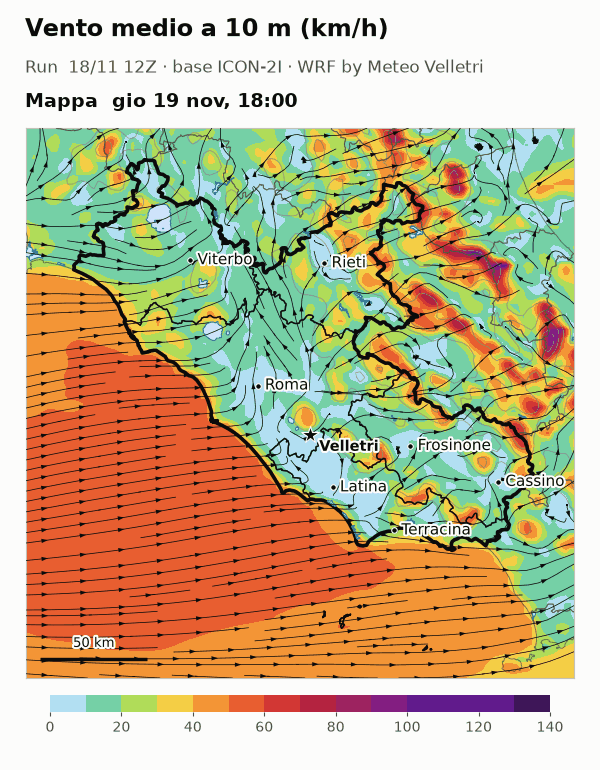 Vento medio a 10 m (km/h)
Run 18/11 12Z · base ICON-2I · WRF by Meteo Velletri
Mappa gio 19 nov, 18:00
Viterbo
Rieti
Roma
Velletri
Frosinone
Latina
Cassino
Terracina
50 km
0 20 40 60 80 100 120 140